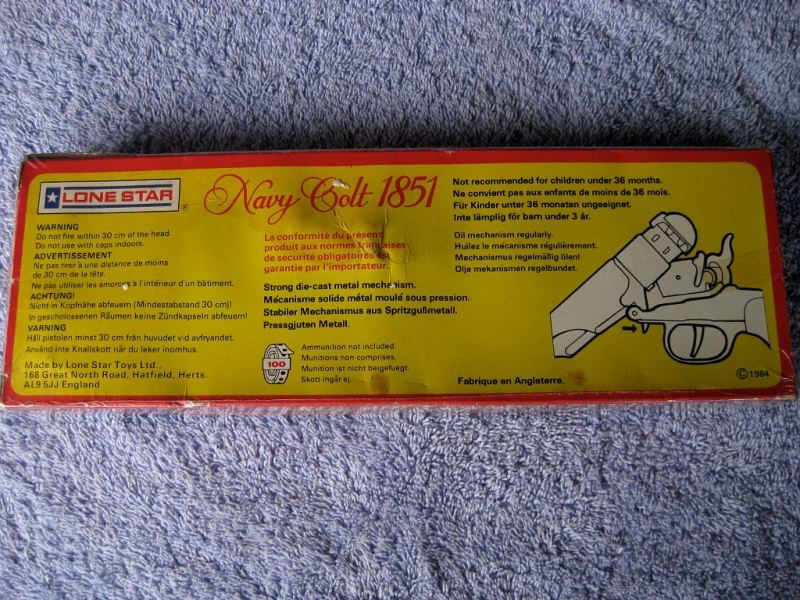 LONE STAR ®
Navy Colt 1851
WARNING
Do not fire within 30 cm of the head.
Do not use with caps indoors.
ADVERTISSEMENT
Ne pas tirer à une distance de moins
de 30 cm de la tête.
Ne pas utiliser les amorces à l'intérieur d'un bâtiment.
ACHTUNG!
Nicht in Kopfnähe abfeuern (Mindestabstand 30 cm)!
In geschlossenen Räumen keine Zündkapseln abfeuern!
VARNING
Håll pistolen minst 30 cm från huvudet vid avfryandet.
Använd inte Knallskott när du leker inomhus.
Made by Lone Star Toys Ltd.,
168 Great North Road, Hatfield, Herts.
AL9 5JJ England
La conformité du présent
produit aux normes françaises
de securité obligatoires est
garantie par l'importateur.
Strong die-cast metal mechanism.
Mécanisme solide métal moulé sous pression.
Stabiler Mechanismus aus Spritzgußmetall.
Pressgjuten Metall.
100
Ammunition not included.
Munitions non comprises.
Munition ist nicht beigefuegt.
Skott ingår ej.
Not recommended for children under 36 months.
Ne convient pas aux enfants de moins de 36 mois.
Für Kinder unter 36 monaten ungeeignet.
Inte lämplig för barn under 3 år.
Oil mechanism regularly.
Huilez le mécanisme régulièrement.
Mechanismus regelmäßig ölen!
Olja mekanismen regelbundet.
Fabrique en Angleterre.
©1984